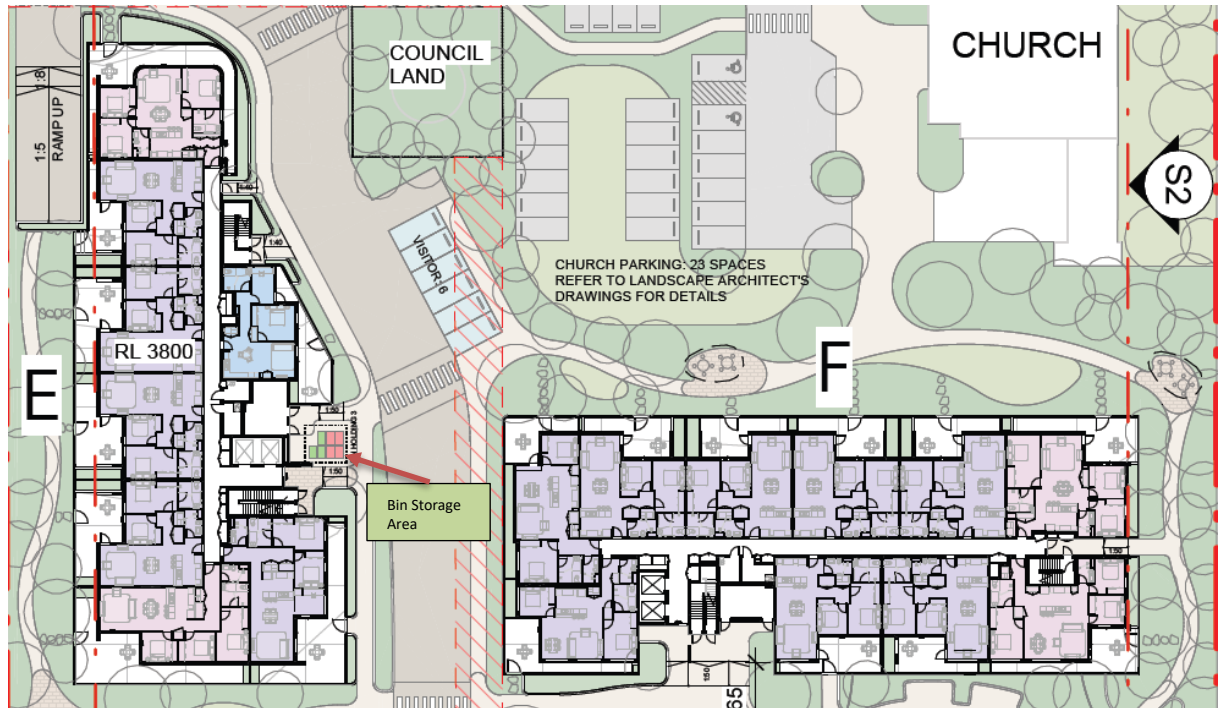 COUNCIL
LAND
CHURCH
1:8
1:5
RAMP UP
S2
1:40
1:40
VISITOR: 6
CHURCH PARKING: 23 SPACES
REFER TO LANDSCAPE ARCHITECT'S
DRAWINGS FOR DETAILS
RL 3800
E
F
1:50
HOLDING 3
1:50
Bin Storage
Area
1:50
1:50
65